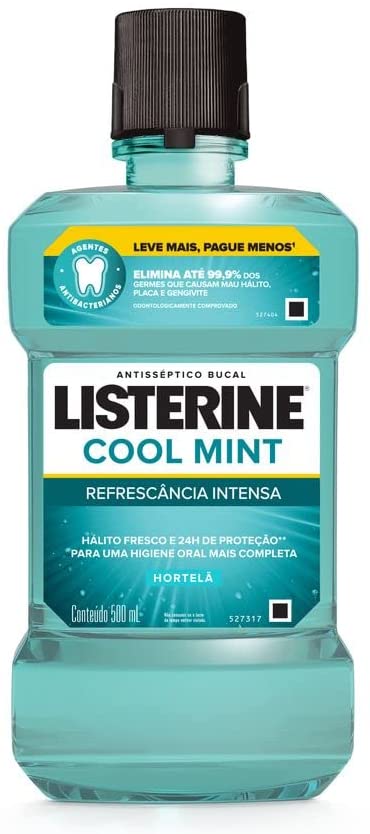 LEVE MAIS, PAGUE MENOS¹
AGENTES
ANTIBACTERIANOS
ELIMINA ATÉ 99,9% DOS
GERMES QUE CAUSAM MAU HÁLITO,
PLACA E GENGIVITE
ODONTOLOGICAMENTE COMPROVADO
527404
ANTISSÉPTICO BUCAL
LISTERINE®
COOL MINT
REFRESCÂNCIA INTENSA
HÁLITO FRESCO E 24H DE PROTEÇÃO**
PARA UMA HIGIENE ORAL MAIS COMPLETA
HORTELÃ
Conteúdo 500 mL
527317